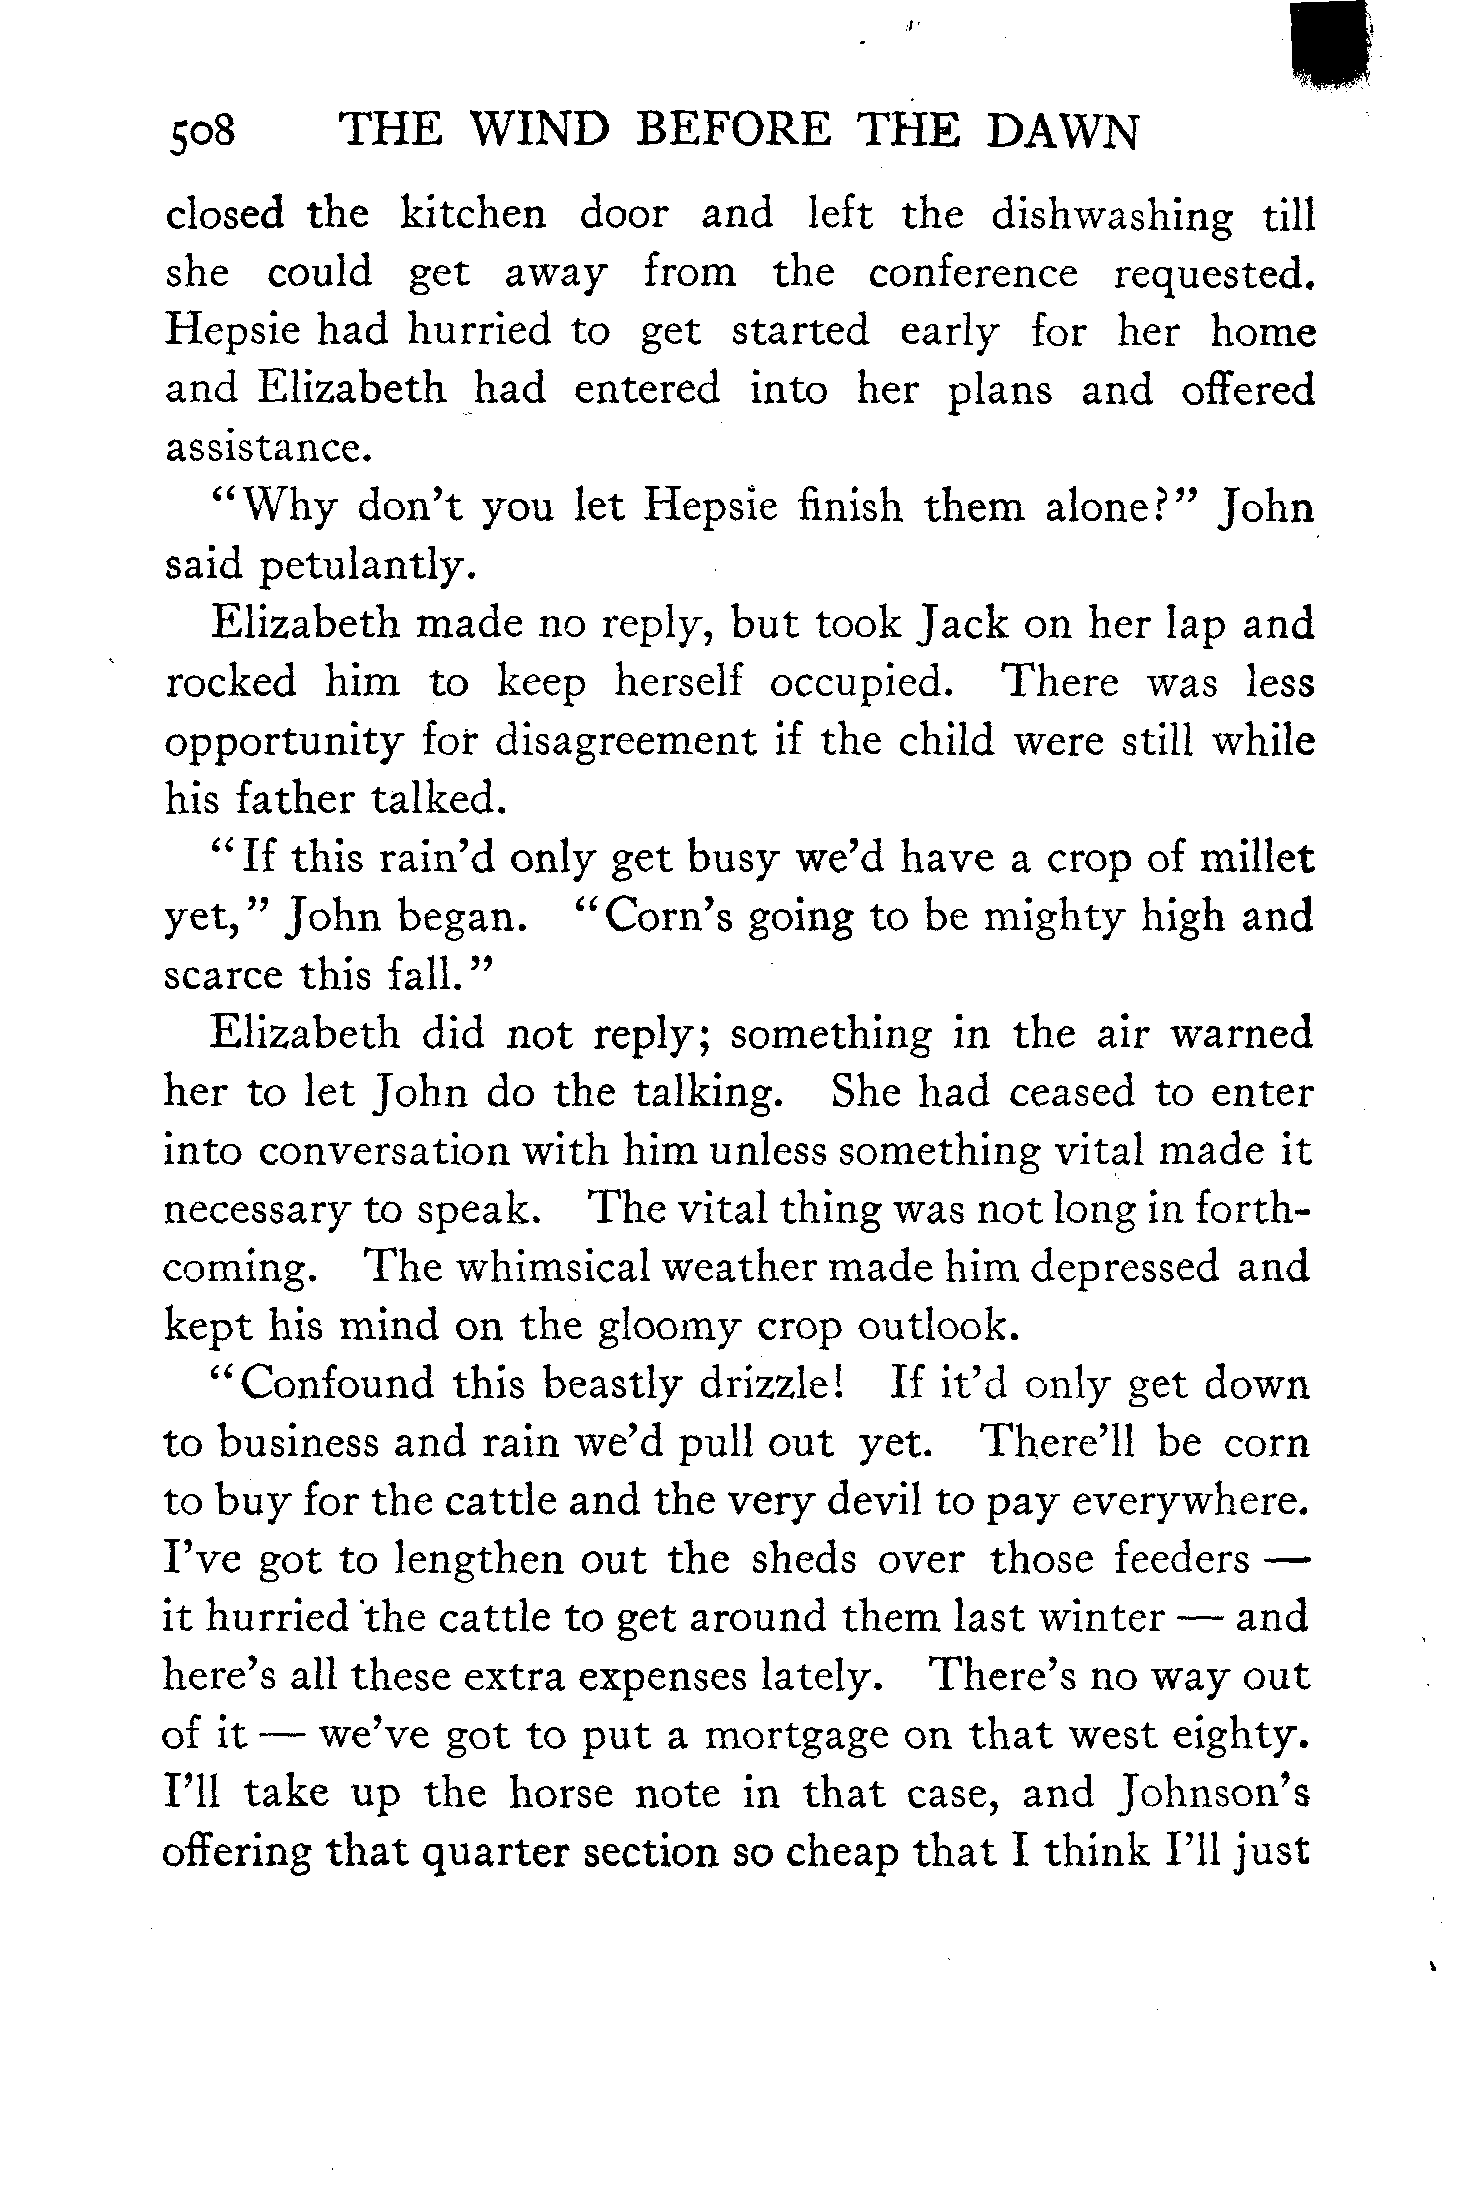 508 THE WIND BEFORE THE DAWN
closed the kitchen door and left the dishwashing till
she could get away from the conference requested.
Hepsie had hurried to get started early for her home
and Elizabeth had entered into her plans and offered
assistance.
"Why don't you let Hepsie finish them alone?" John
said petulantly.
Elizabeth made no reply, but took Jack on her lap and
rocked him to keep herself occupied. There was less
opportunity for disagreement if the child were still while
his father talked.
"If this rain'd only get busy we'd have a crop of millet
yet," John began. "Corn's going to be mighty high and
scarce this fall."
Elizabeth did not reply; something in the air warned
her to let John do the talking. She had ceased to enter
into conversation with him unless something vital made it
necessary to speak. The vital thing was not long in forth-
coming. The whimsical weather made him depressed and
kept his mind on the gloomy crop outlook.
"Confound this beastly drizzle! If it'd only get down
to business and rain we'd pull out yet. There'll be corn
to buy for the cattle and the very devil to pay everywhere.
I've got to lengthen out the sheds over those feeders —
it hurried the cattle to get around them last winter — and
here's all these extra expenses lately. There's no way out
of it — we've got to put a mortgage on that west eighty.
I'll take up the horse note in that case, and Johnson's
offering that quarter section so cheap that I think I'll just